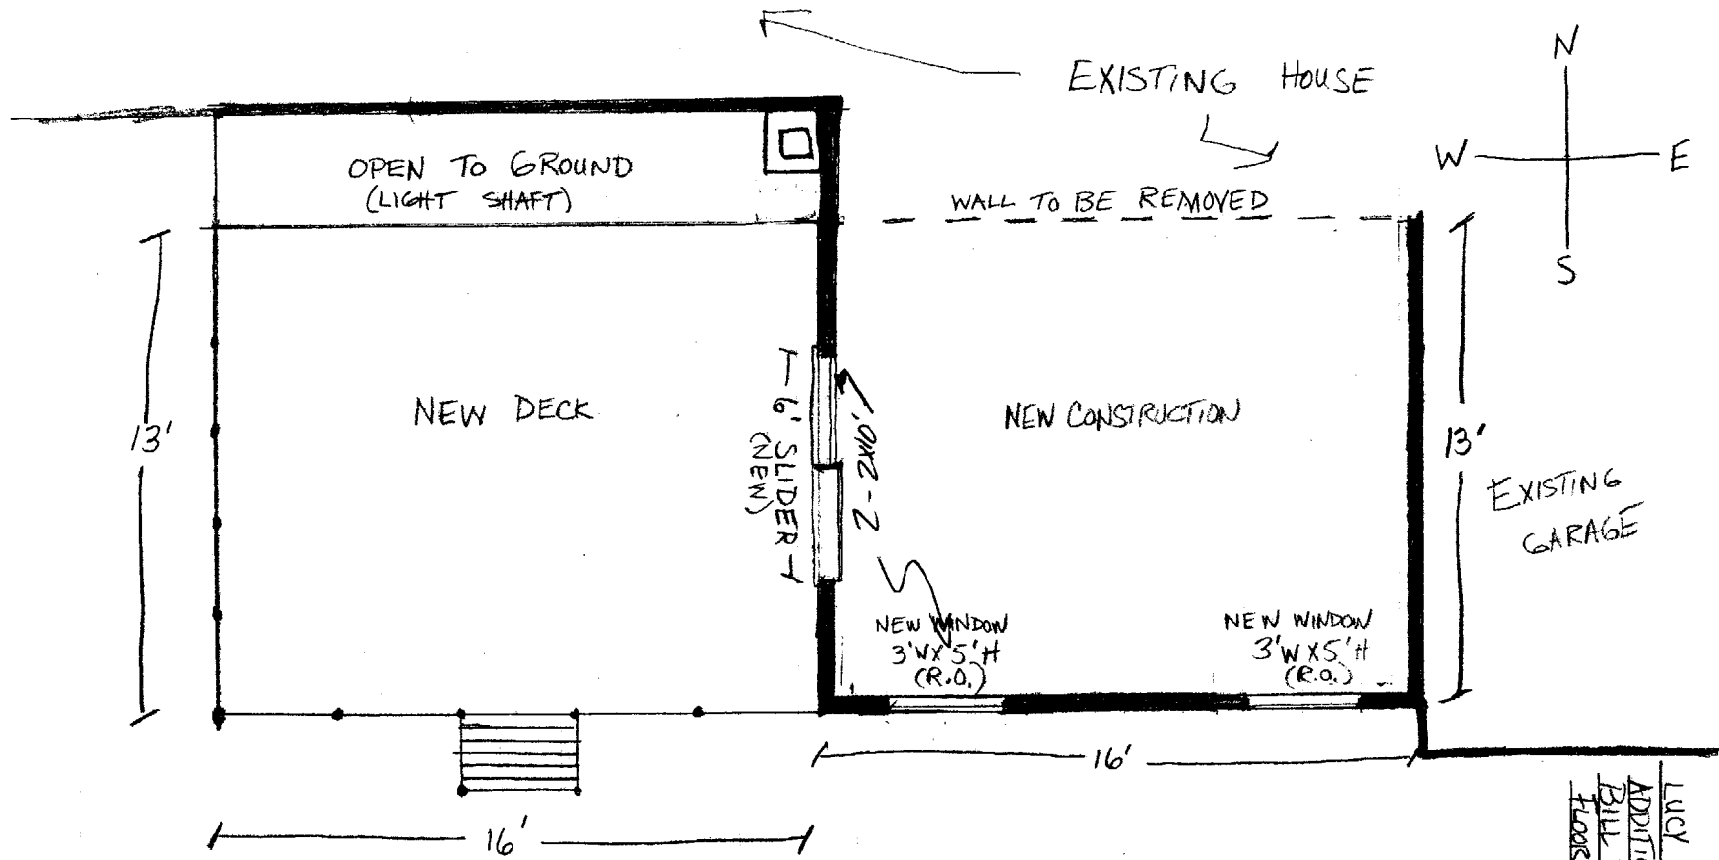 EXISTING HOUSE
N
W E
S
OPEN TO GROUND
(LIGHT SHAFT)
WALL TO BE REMOVED
NEW DECK
13'
6' SLIDER
(NEW)
2-2X10'
NEW CONSTRUCTION
13'
EXISTING
GARAGE
NEW WINDOW
3'W X 5'H
(R.O.)
NEW WINDOW
3'W X 5'H
(R.O.)
16'
16'
LUCY
BILL